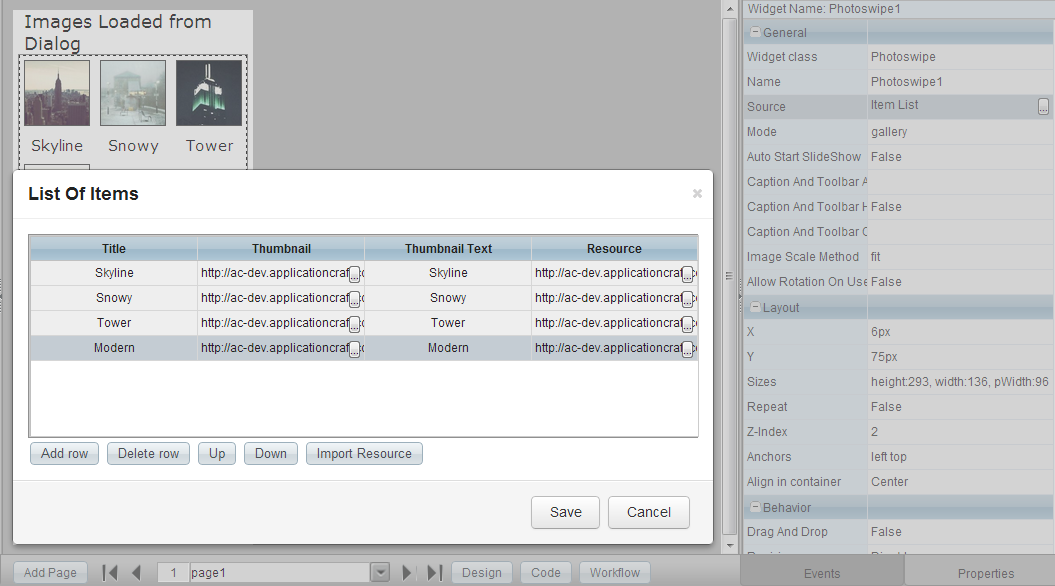 Images Loaded from
Dialog
Skyline Snowy Tower
List Of Items
Title Thumbnail Thumbnail Text Resource
Skyline http://ac-dev.applicationcraf ... Skyline http://ac-dev.applicationcraf ...
Snowy http://ac-dev.applicationcraf ... Snowy http://ac-dev.applicationcraf ...
Tower http://ac-dev.applicationcraf ... Tower http://ac-dev.applicationcraf ...
Modern http://ac-dev.applicationcraf ... Modern http://ac-dev.applicationcraf ...
Add row Delete row Up Down Import Resource
Save Cancel
Add Page 1 page1 Design Code Workflow
Widget Name: Photoswipe1
General
Widget class Photoswipe
Name Photoswipe1
Source Item List ...
Mode gallery
Auto Start SlideShow False
Caption And Toolbar A
Caption And Toolbar H False
Caption And Toolbar
Image Scale Method fit
Allow Rotation On Use False
Layout
X 6px
Y 75px
Sizes height:293, width:136, pWidth:96
Repeat False
Z-Index 2
Anchors left top
Align in container Center
Behavior
Drag And Drop False
Events Properties